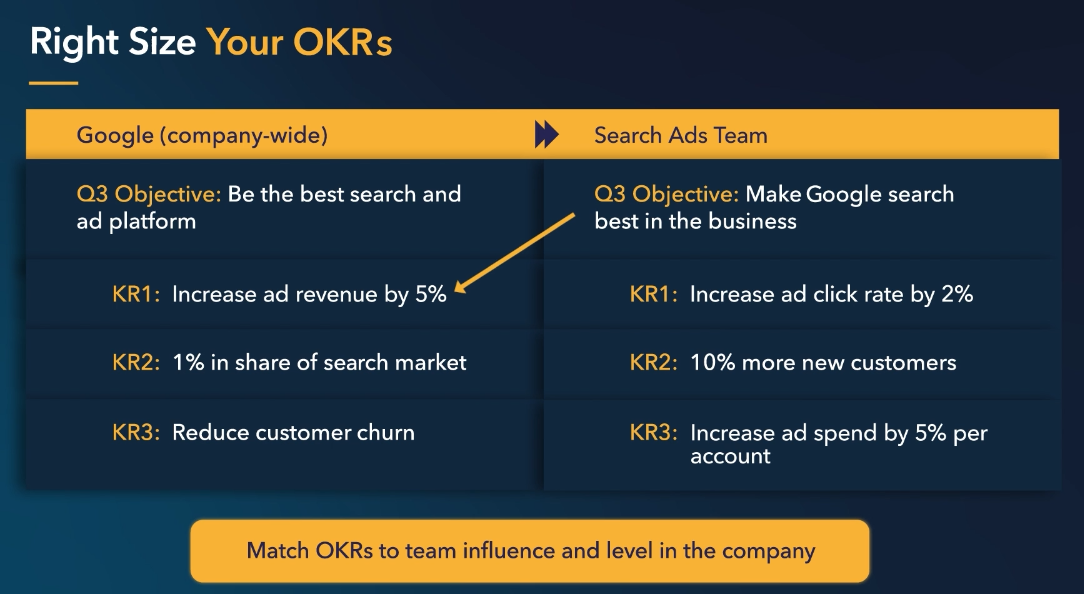 Right Size Your OKRs
Google (company-wide)
Search Ads Team
Q3 Objective: Be the best search and
ad platform
Q3 Objective: Make Google search
best in the business
KR1: Increase ad revenue by 5%
KR1: Increase ad click rate by 2%
KR2: 1% in share of search market
KR2: 10% more new customers
KR3: Reduce customer churn
KR3: Increase ad spend by 5% per
account
Match OKRs to team influence and level in the company